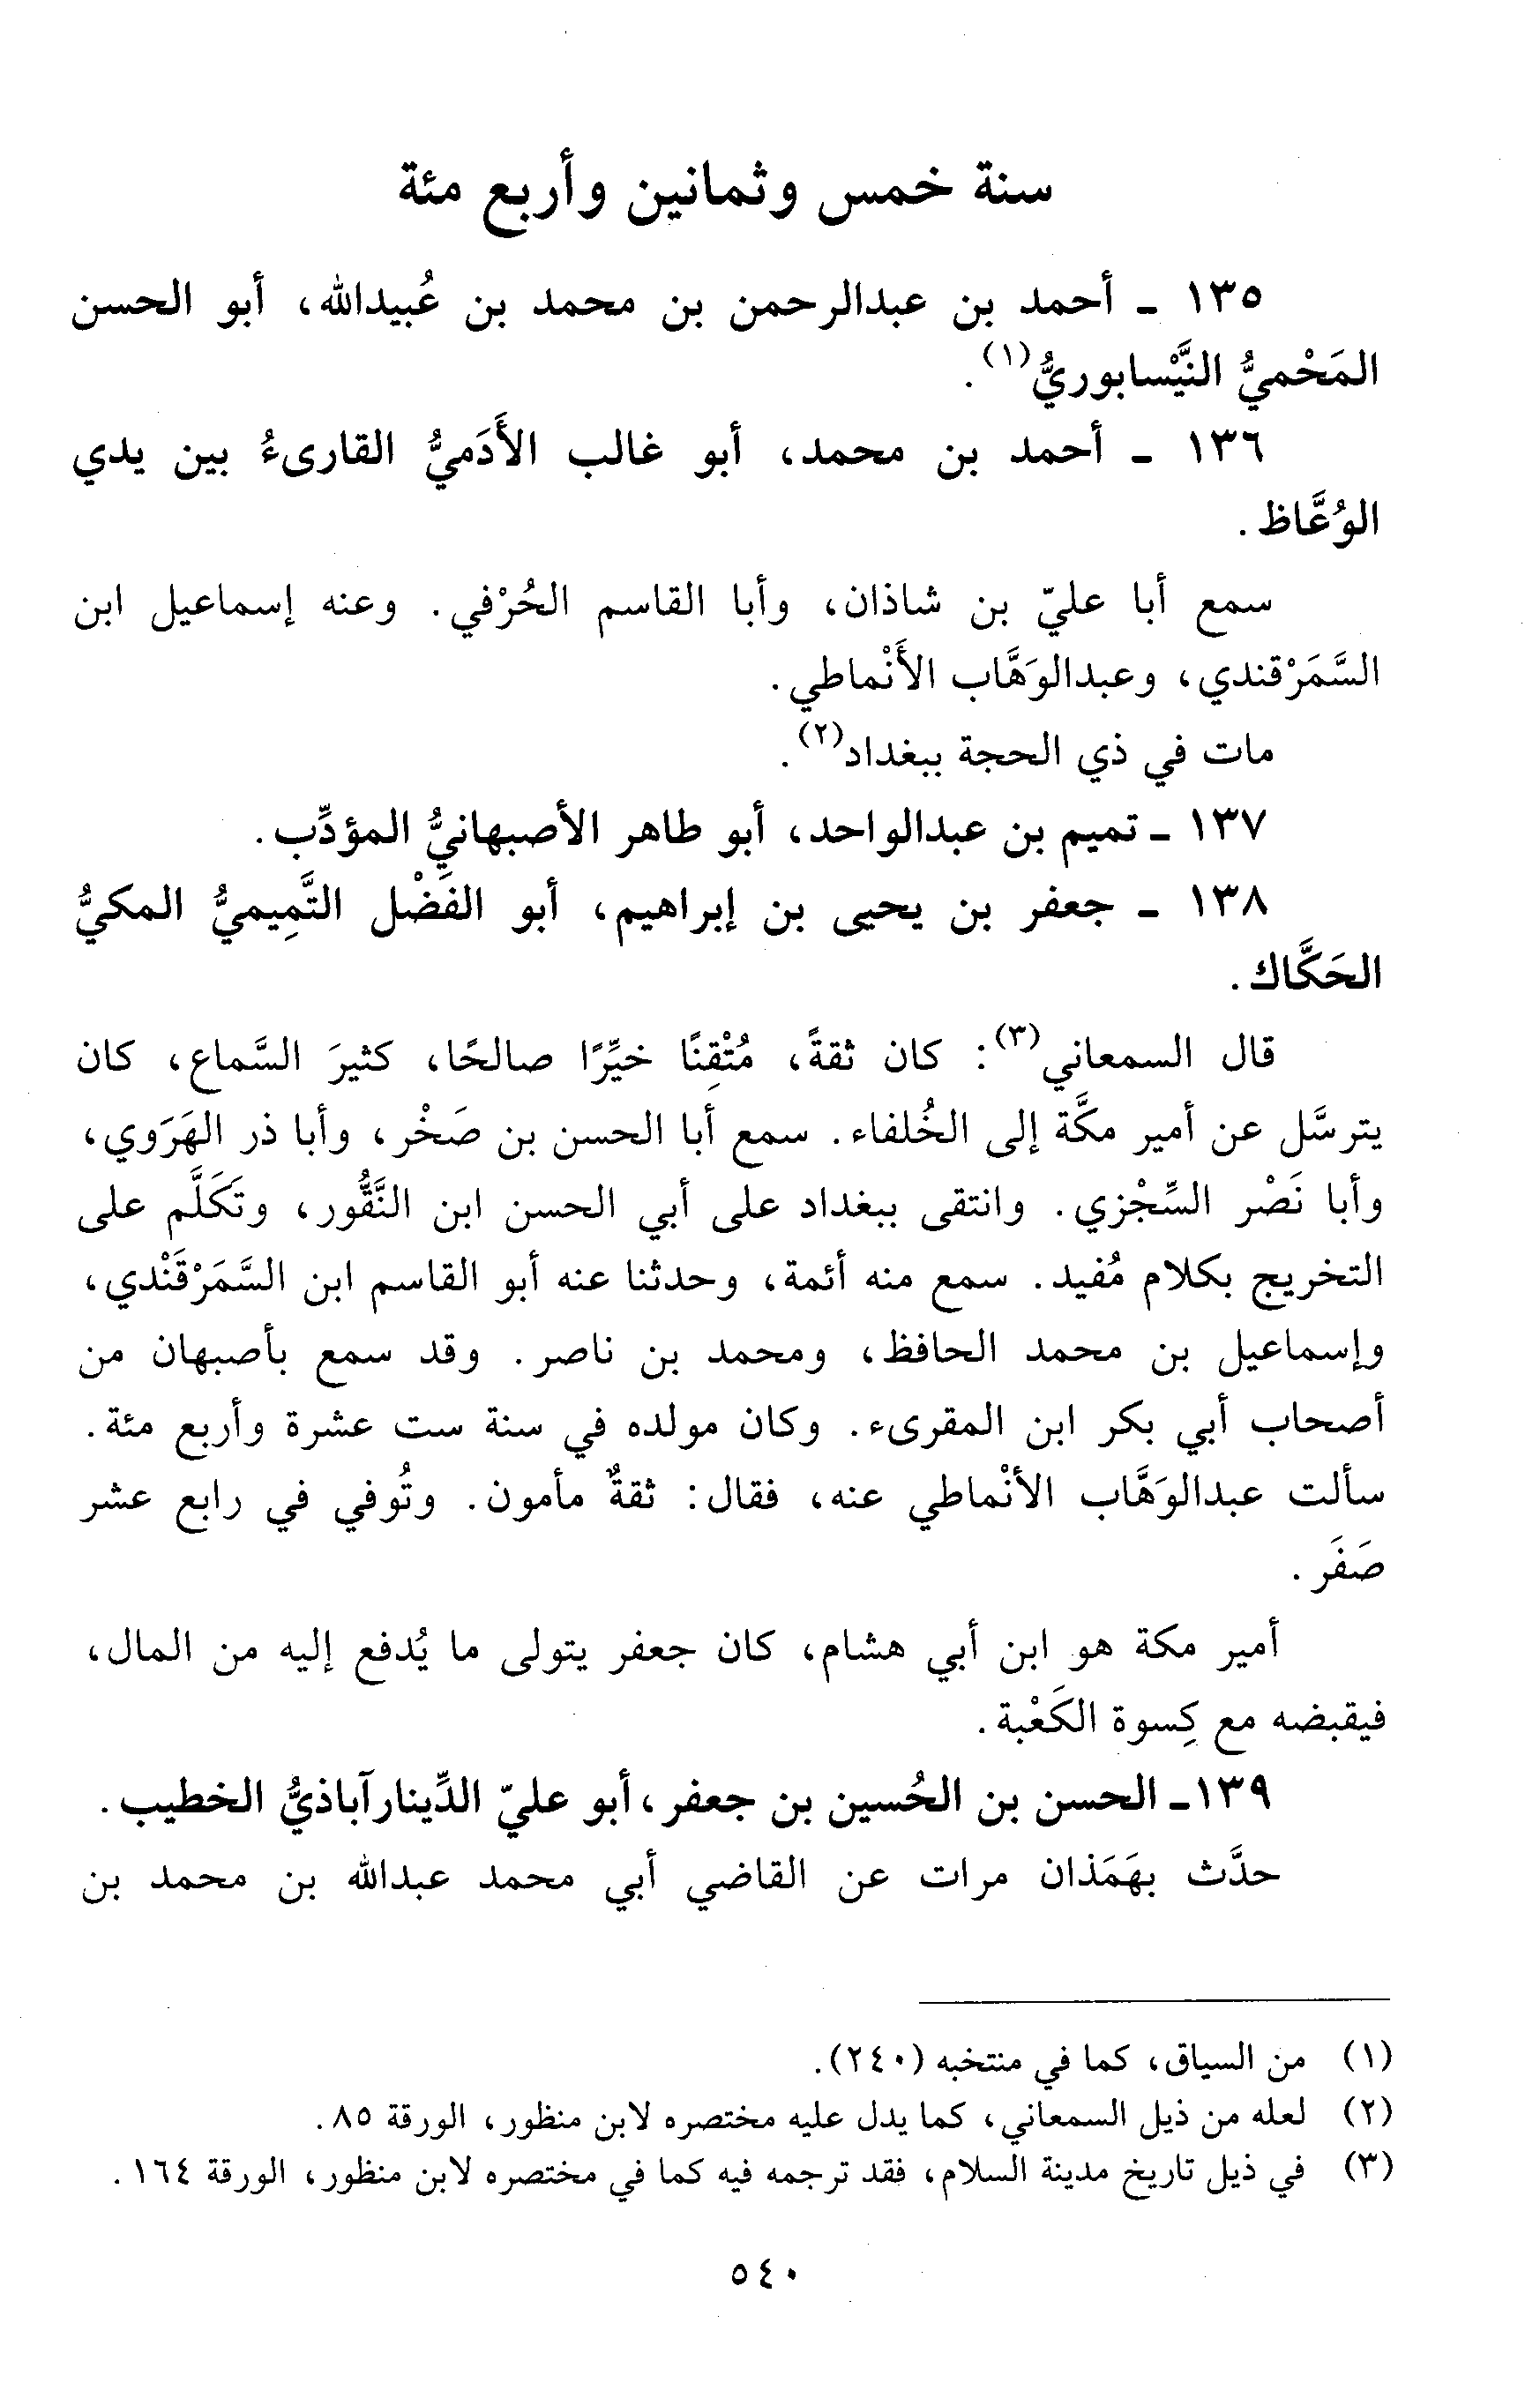 سنة خمس وثمانين وأربع مئة
١٣٥ ـ أحمد بن عبدالرحمن بن محمد بن عُبيدالله، أبو الحسن
المَحْميُّ النَّيْسابوريُّ(١).
١٣٦ ـ أحمد بن محمد، أبو غالب الأَدَميُّ القارىءُ بين يدي
الوُعَّاظ.
سمع أبا عليّ بن شاذان، وأبا القاسم الحُرْفي. وعنه إسماعيل ابن
السَّمَرْقندي، وعبدالوَهَّاب الأَنْماطي.
مات في ذي الحجة ببغداد(٢).
١٣٧ ـ تميم بن عبدالواحد، أبو طاهر الأصبهانيُّ المؤدِّب.
١٣٨ ـ جعفر بن يحيى بن إبراهيم، أبو الفَضْل التَّمِيميُّ المكيُّ
الحَكَّاك.
قال السمعاني(٣): كان ثقةً، مُتْقِنًا خيِّرًا صالحًا، كثيرَ السَّماع، كان
يترسَّل عن أمير مكَّة إلى الخُلفاء. سمع أبا الحسن بن صَخْر، وأبا ذر الهَرَوي،
وأبا نَصْر السِّجْزي. وانتقى ببغداد على أبي الحسن ابن النَّقُّور، وتَكَلَّم على
التخريج بكلام مُفيد. سمع منه أئمة، وحدثنا عنه أبو القاسم ابن السَّمَرْقَنْدي،
وإسماعيل بن محمد الحافظ، ومحمد بن ناصر. وقد سمع بأصبهان من
أصحاب أبي بكر ابن المقرىء. وكان مولده في سنة ست عشرة وأربع مئة.
سألت عبدالوَهَّاب الأنْماطي عنه، فقال: ثقةٌ مأمون. وتُوفي في رابع عشر
صَفَر.
أمير مكة هو ابن أبي هشام، كان جعفر يتولى ما يُدفع إليه من المال،
فيقبضه مع كِسوة الكَعْبة.
١٣٩ـ الحسن بن الحُسين بن جعفر، أبو عليّ الدِّينارآباذيُّ الخطيب.
حدَّث بهَمَذان مرات عن القاضي أبي محمد عبدالله بن محمد بن
(١) من السياق، كما في منتخبه (٢٤٠).
(٢) لعله من ذيل السمعاني، كما يدل عليه مختصره لابن منظور، الورقة ٨٥.
(٣) في ذيل تاريخ مدينة السلام، فقد ترجمه فيه كما في مختصره لابن منظور، الورقة ١٦٤.
٥٤٠